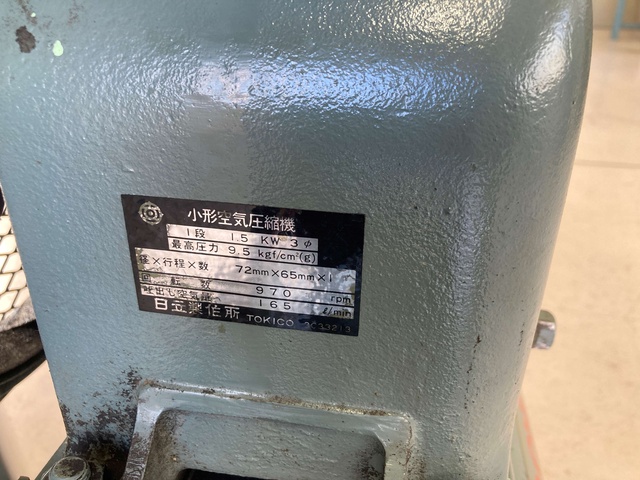 小形空気圧縮機
1段 1.5 KW 3φ
最高圧力 9.5 kgf/cm²(g)
径×行程×数 72mm×65mm×1
回転数 970 rpm
呼出し空気量 165 ℓ/min
日立製作所 TOKICO